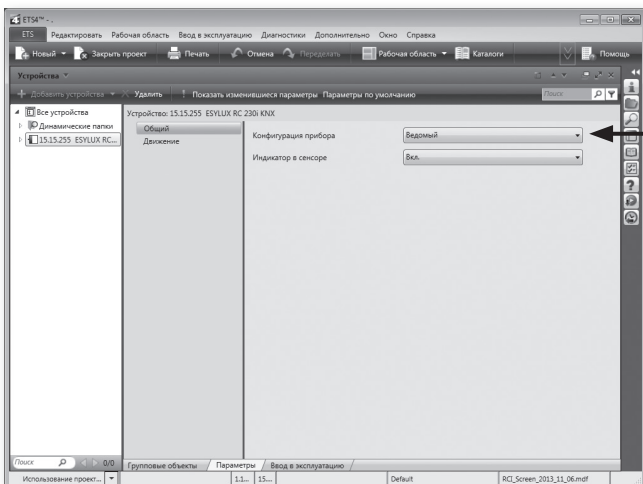 ETS4™ - .
ETS Редактировать Рабочая область Ввод в эксплуатацию Диагностики Дополнительно Окно Справка
Новый Закрыть проект Печать Отмена Переделать Рабочая область Каталоги Помощь
Устройства
Добавить устройства Удалить ! Показать изменившиеся параметры Параметры по умолчанию Поиск
Все устройства
Динамические папки
15.15.255 ESYLUX RC...
Устройство: 15.15.255 ESYLUX RC 230i KNX
Общий
Движение
Конфигурация прибора Ведомый
Индикатор в сенсоре Вкл.
Поиск 0/0
Групповые объекты Параметры Ввод в эксплуатацию
Использование проект... 1.1... 15.... Default RCI_Screen_2013_11_06.mdf